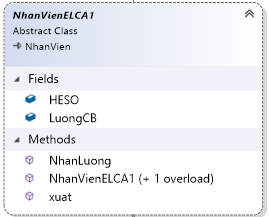 NhanVienELCA1
Abstract Class
NhanVien
Fields
HESO
LuongCB
Methods
NhanLuong
NhanVienELCA1 (+ 1 overload)
xuat